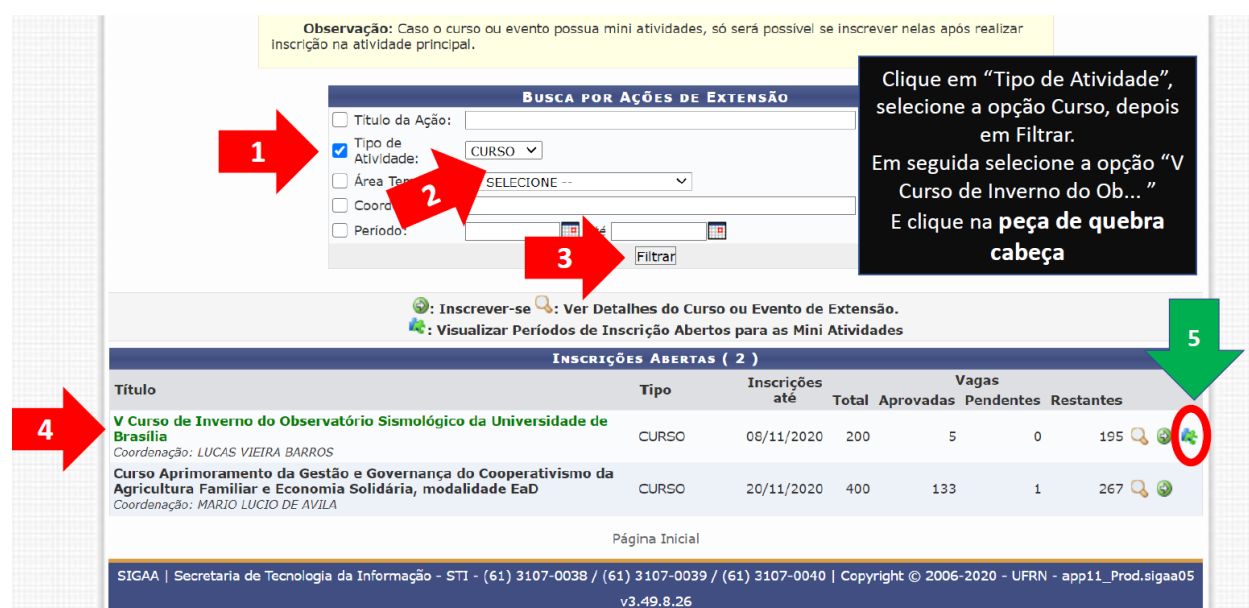 Observação: Caso o curso ou evento possua mini atividades, só será possível se inscrever nelas após realizar
inscrição na atividade principal.
Clique em “Tipo de Atividade”,
selecione a opção Curso, depois
em Filtrar.
Em seguida selecione a opção “V
Curso de Inverno do Ob... ”
E clique na peça de quebra
cabeça
Busca por Ações de Extensão
Título da Ação:
1
Tipo de
Atividade:
CURSO
2
Área Tem
SELECIONE --
Coord
Período:
3
Filtrar
: Inscrever-se : Ver Detalhes do Curso ou Evento de Extensão.
: Visualizar Períodos de Inscrição Abertos para as Mini Atividades
5
Inscrições Abertas ( 2 )
Título Tipo Inscrições até Vagas
Total Aprovadas Pendentes Restantes
4
V Curso de Inverno do Observatório Sismológico da Universidade de
Brasília
Coordenação: LUCAS VIEIRA BARROS
CURSO 08/11/2020 200 5 0 195
Curso Aprimoramento da Gestão e Governança do Cooperativismo da
Agricultura Familiar e Economia Solidária, modalidade EaD
Coordenação: MARIO LUCIO DE AVILA
CURSO 20/11/2020 400 133 1 267
Página Inicial
SIGAA | Secretaria de Tecnologia da Informação - STI - (61) 3107-0038 / (61) 3107-0039 / (61) 3107-0040 | Copyright © 2006-2020 - UFRN - app11_Prod.sigaa05
v3.49.8.26